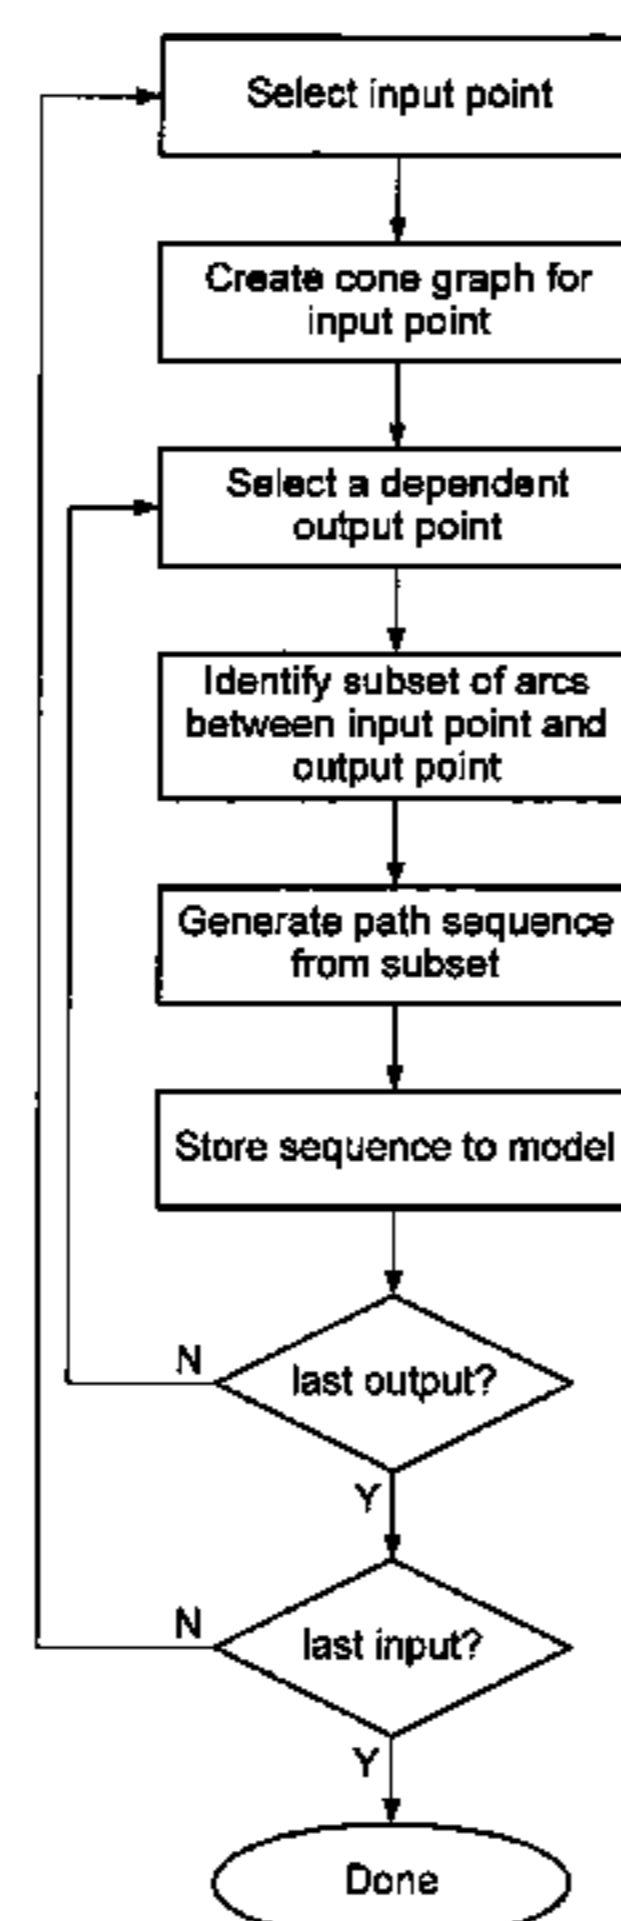 Select input point
Create cone graph for
input point
Select a dependent
output point
Identify subset of arcs
between input point and
output point
Generate path sequence
from subset
Store sequence to model
N
last output?
Y
N
last input?
Y
Done